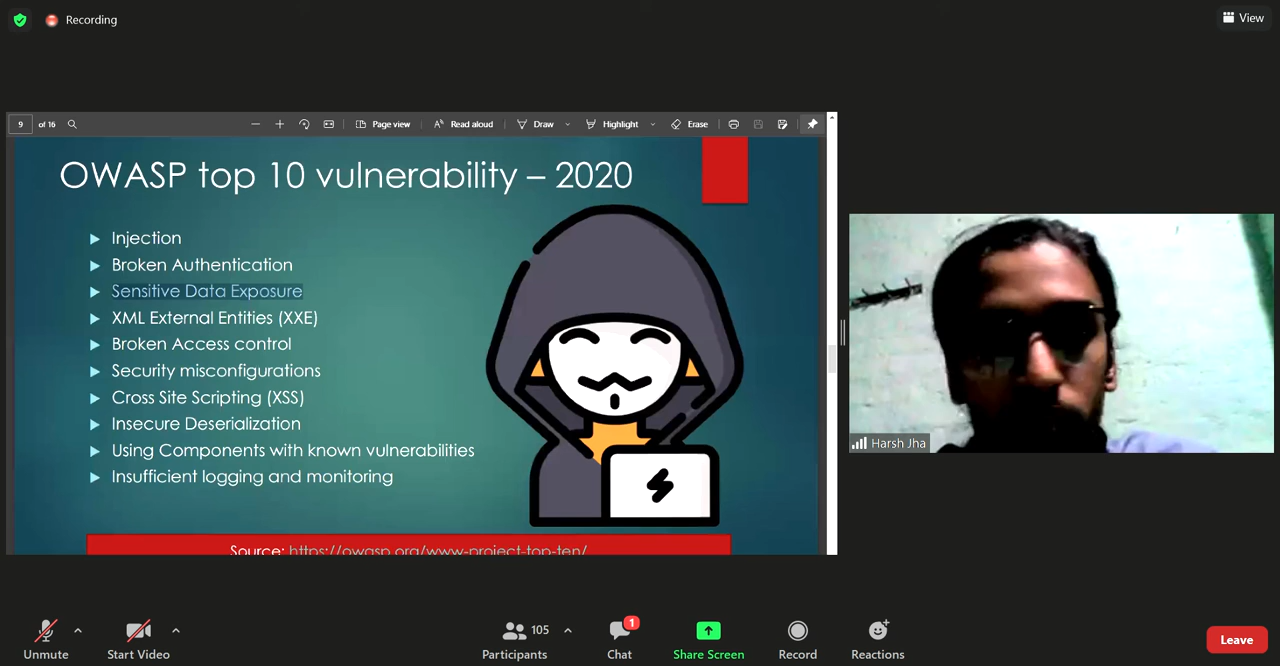 Recording
View
9 of 16
Page view
Read aloud
Draw
Highlight
Erase
OWASP top 10 vulnerability – 2020
Injection
Broken Authentication
Sensitive Data Exposure
XML External Entities (XXE)
Broken Access control
Security misconfigurations
Cross Site Scripting (XSS)
Insecure Deserialization
Using Components with known vulnerabilities
Insufficient logging and monitoring
Source: https://owasp.org/www-project-top-ten/
Harsh Jha
Unmute
Start Video
105
Participants
1
Chat
Share Screen
Record
Reactions
Leave